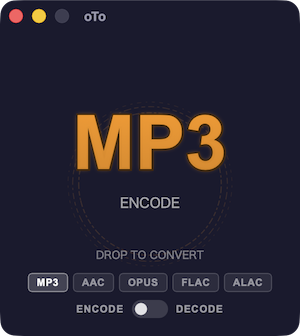 oTo
MP3
ENCODE
DROP TO CONVERT
MP3 AAC OPUS FLAC ALAC
ENCODE DECODE